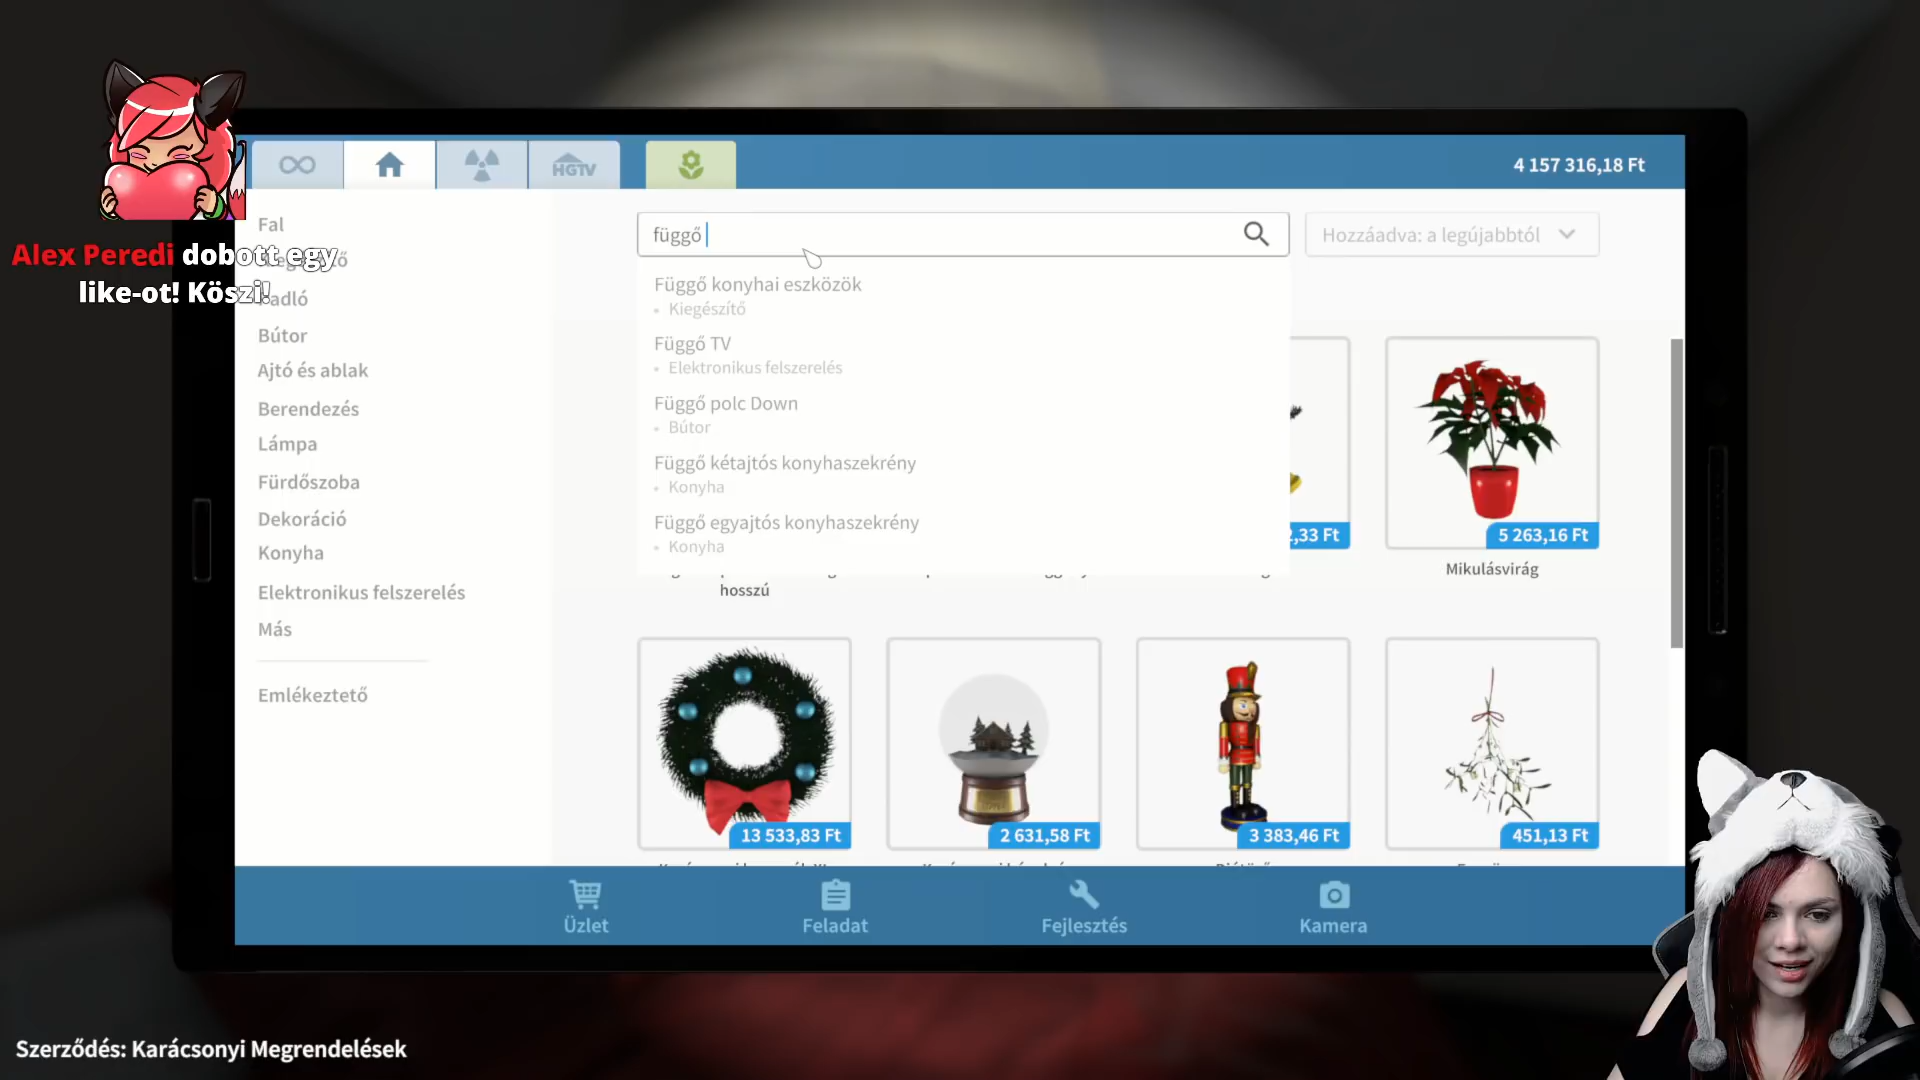 HGTV
4 157 316,18 Ft
Fal
Alex Peredi dobott egy
like-ot! Köszi!
Padló
Bútor
Ajtó és ablak
Berendezés
Lámpa
Fürdőszoba
Dekoráció
Konyha
Elektronikus felszerelés
Más
Emlékeztető
függő
Hozzáadva: a legújabbtól
Függő konyhai eszközök
Kiegészítő
Függő TV
Elektronikus felszerelés
Függő polc Down
Bútor
Függő kétajtós konyhaszekrény
Konyha
Függő egyajtós konyhaszekrény
Konyha
hosszú
,33 Ft
5 263,16 Ft
Mikulásvirág
13 533,83 Ft
2 631,58 Ft
3 383,46 Ft
451,13 Ft
Üzlet
Feladat
Fejlesztés
Kamera
Szerződés: Karácsonyi Megrendelések